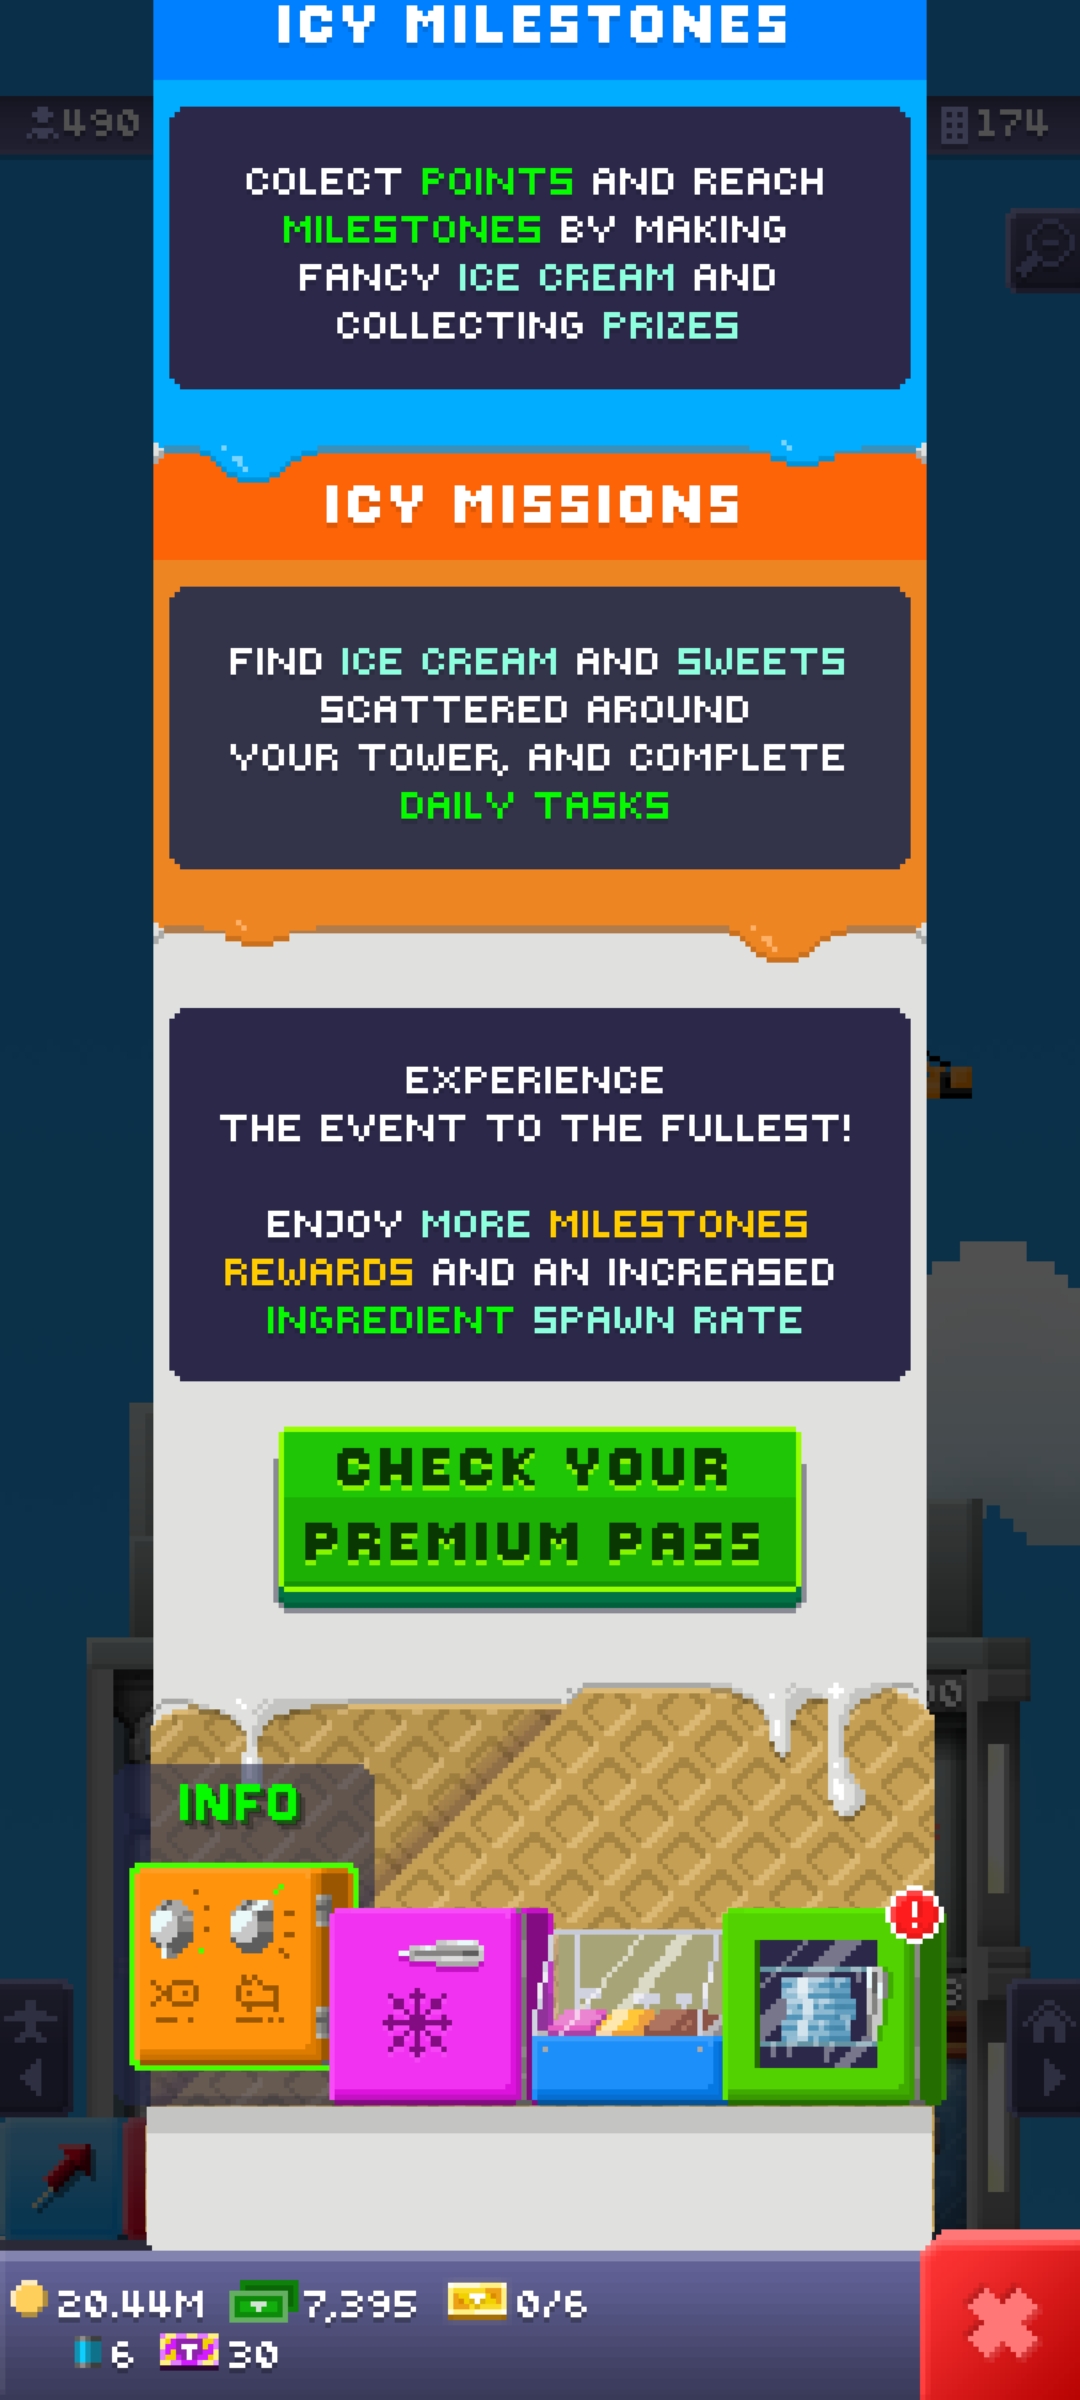 ICY MILESTONES
490
174
COLECT POINTS AND REACH
MILESTONES BY MAKING
FANCY ICE CREAM AND
COLLECTING PRIZES
ICY MISSIONS
FIND ICE CREAM AND SWEETS
SCATTERED AROUND
YOUR TOWER, AND COMPLETE
DAILY TASKS
EXPERIENCE
THE EVENT TO THE FULLEST!
ENJOY MORE MILESTONES
REWARDS AND AN INCREASED
INGREDIENT SPAWN RATE
CHECK YOUR
PREMIUM PASS
INFO
!
20.44M 7,395 0/6
6 T 30